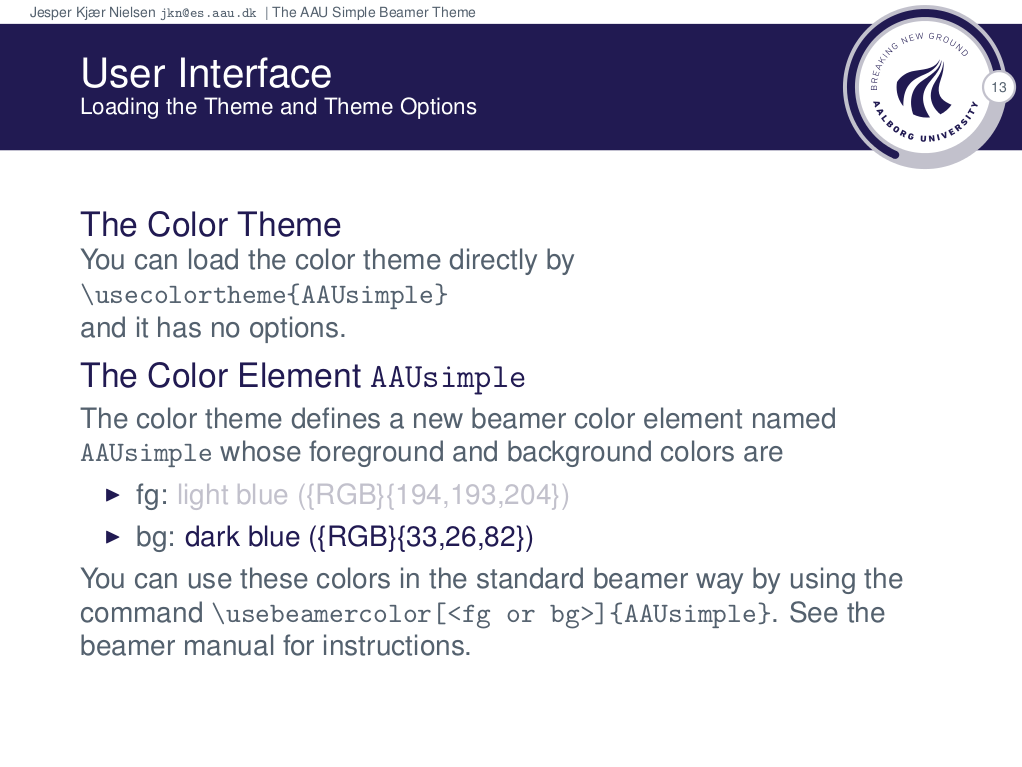 Jesper Kjær Nielsen jkn@es.aau.dk | The AAU Simple Beamer Theme
User Interface
Loading the Theme and Theme Options
BREAKING NEW GROUND
AALBORG UNIVERSITY
13
The Color Theme
You can load the color theme directly by
\usecolortheme{AAUsimple}
and it has no options.
The Color Element AAUsimple
The color theme defines a new beamer color element named
AAUsimple whose foreground and background colors are
▶ fg: light blue ({RGB}{194,193,204})
▶ bg: dark blue ({RGB}{33,26,82})
You can use these colors in the standard beamer way by using the
command \usebeamercolor[<fg or bg>]{AAUsimple}. See the
beamer manual for instructions.